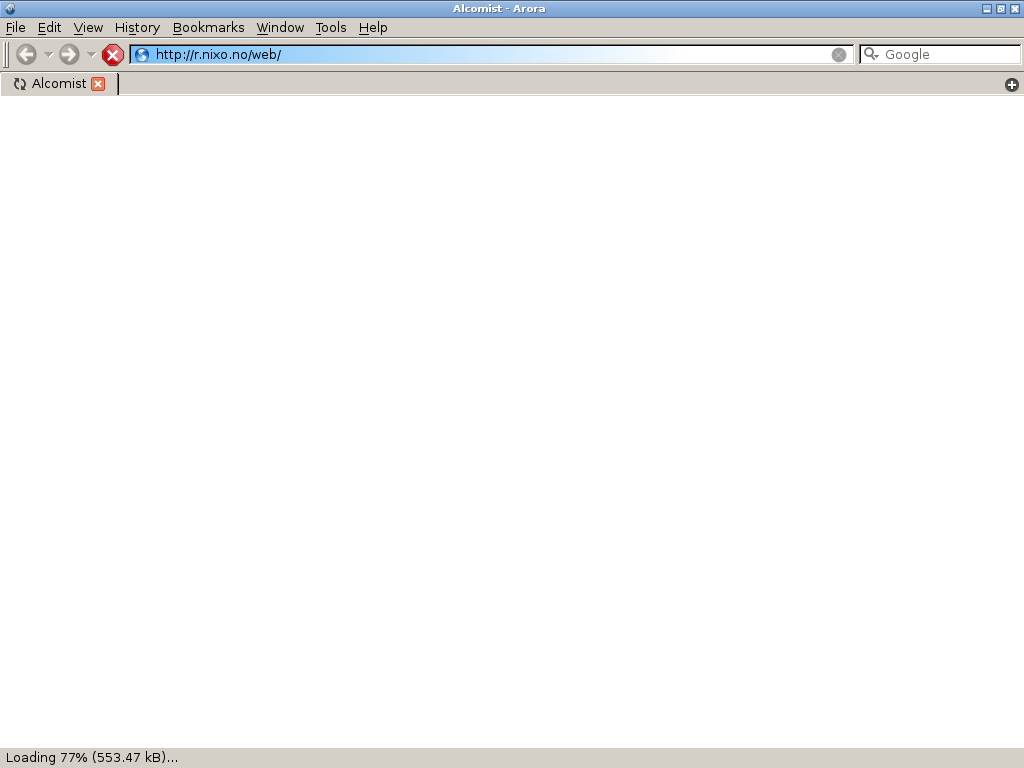 Alcomist - Arora
File Edit View History Bookmarks Window Tools Help
http://r.nixo.no/web/ Google
Alcomist
Loading 77% (553.47 kB)...